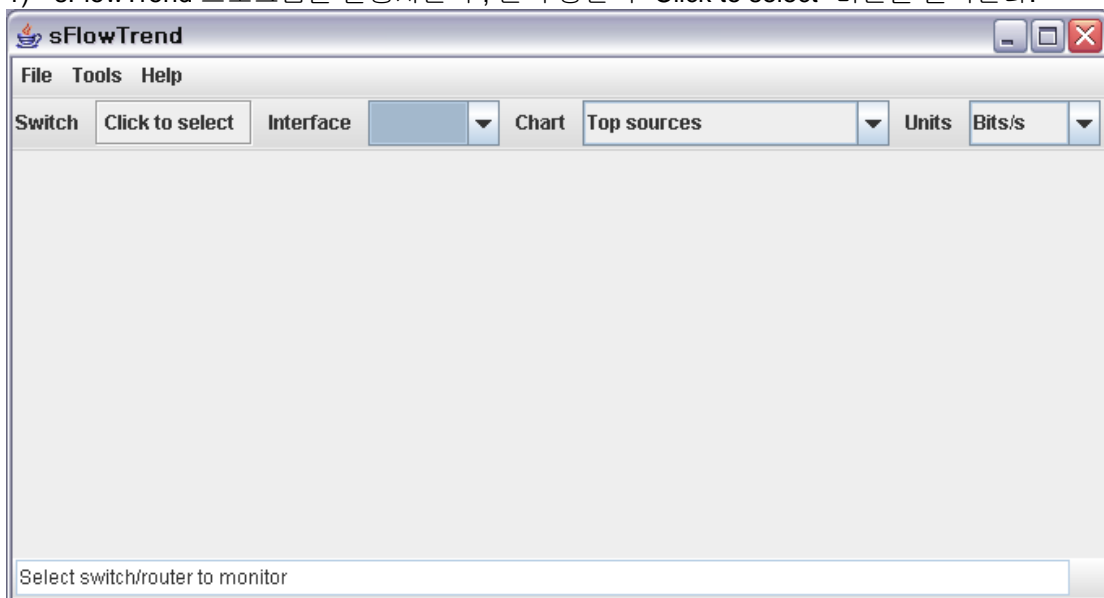 sFlowTrend
File Tools Help
Switch Click to select Interface Chart Top sources Units Bits/s
Select switch/router to monitor